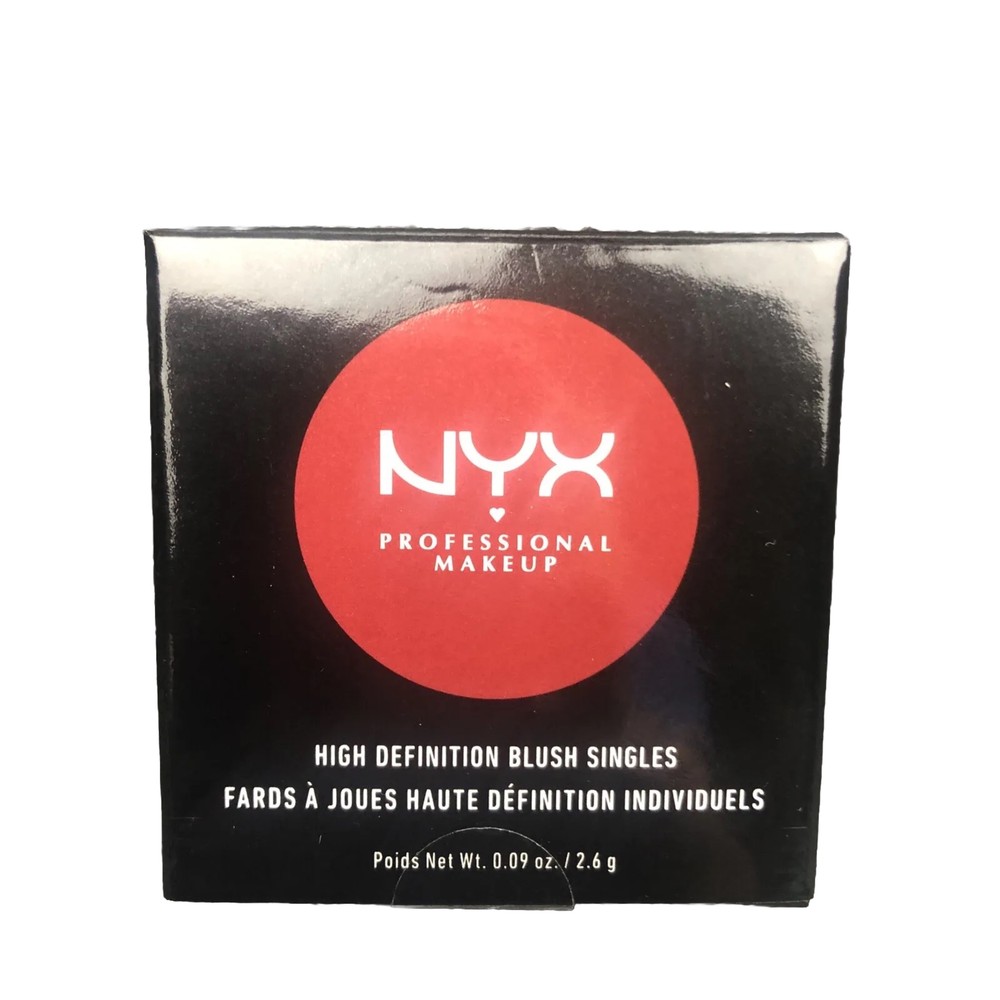 NYX
PROFESSIONAL
MAKEUP
HIGH DEFINITION BLUSH SINGLES
FARDS À JOUES HAUTE DÉFINITION INDIVIDUELS
Poids Net Wt. 0.09 oz. / 2.6 g